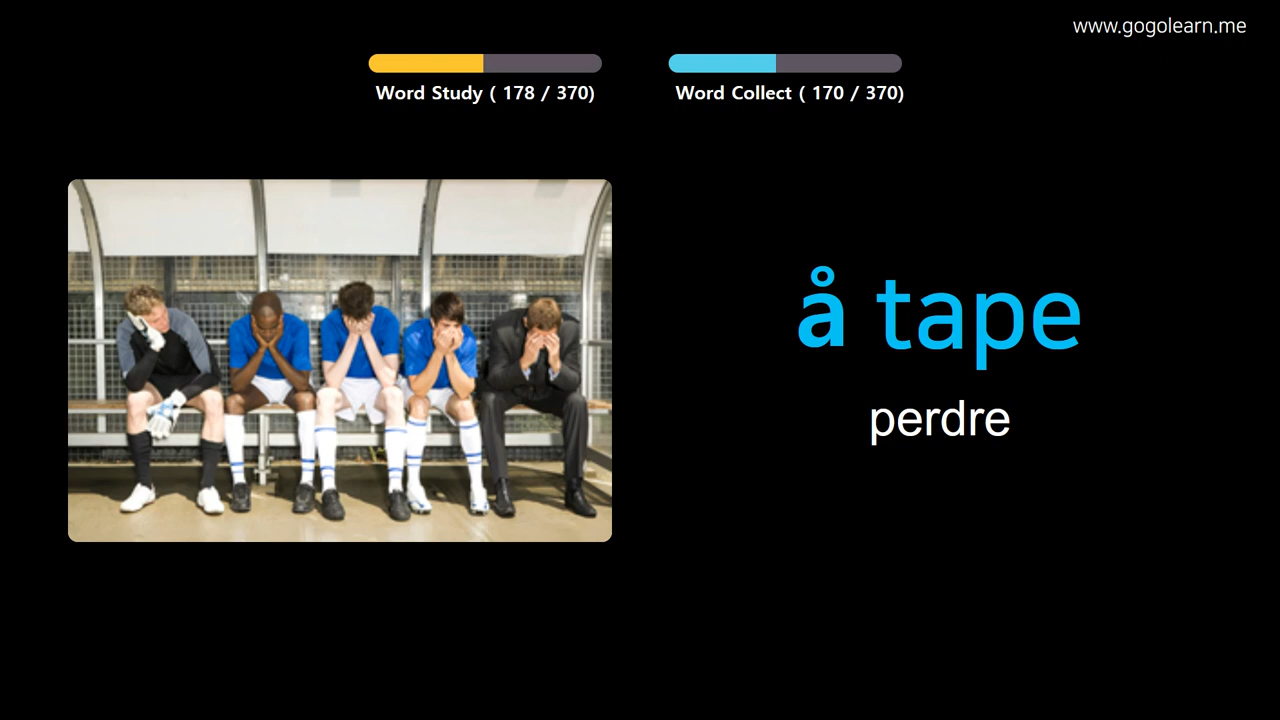 www.gogolearn.me
Word Study ( 178 / 370)
Word Collect ( 170 / 370)
å tape
perdre